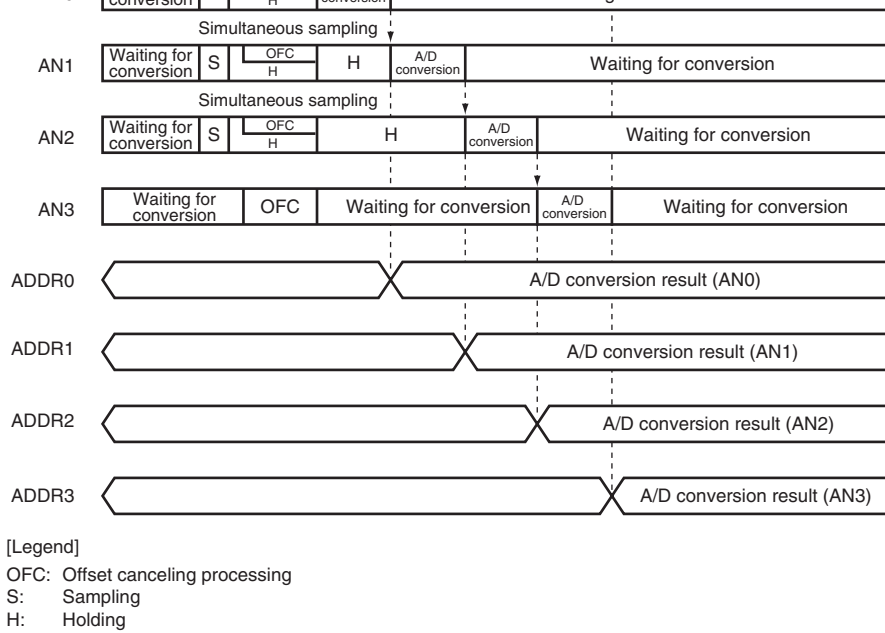 conversion H conversion
Simultaneous sampling
AN1 Waiting for conversion S OFC H H A/D conversion Waiting for conversion
Simultaneous sampling
AN2 Waiting for conversion S OFC H H A/D conversion Waiting for conversion
AN3 Waiting for conversion OFC Waiting for conversion A/D conversion Waiting for conversion
ADDR0 A/D conversion result (AN0)
ADDR1 A/D conversion result (AN1)
ADDR2 A/D conversion result (AN2)
ADDR3 A/D conversion result (AN3)
[Legend]
OFC: Offset canceling processing
S: Sampling
H: Holding